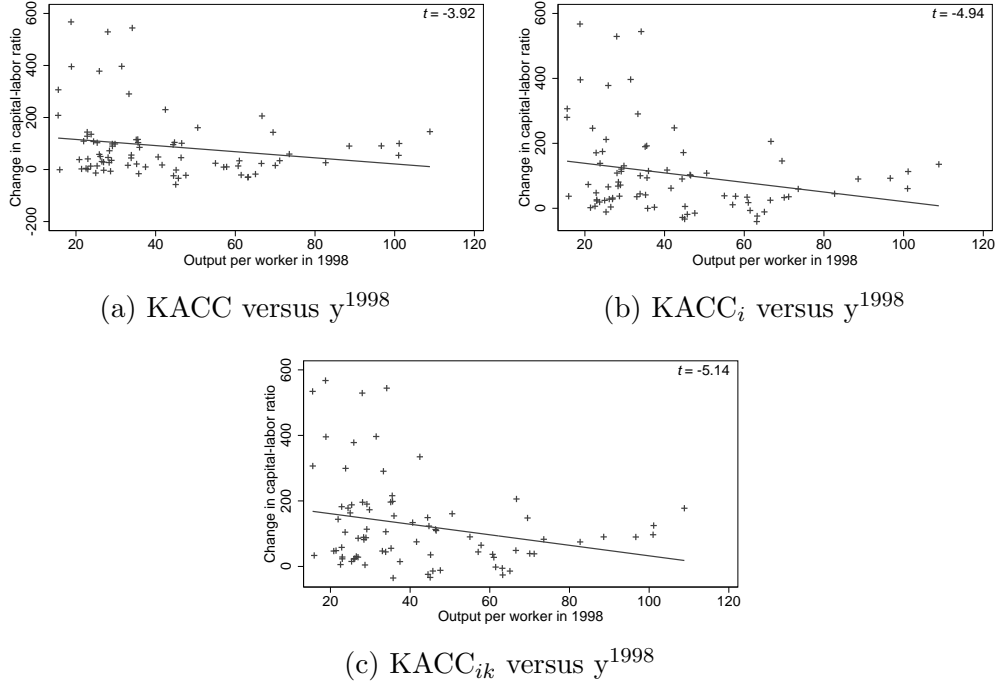 t = -3.92
Change in capital-labor ratio
600
400
200
0
-200
20 40 60 80 100 120
Output per worker in 1998
(a) KACC versus y^1998
t = -4.94
Change in capital-labor ratio
600
400
200
0
20 40 60 80 100 120
Output per worker in 1998
(b) KACC_i versus y^1998
t = -5.14
Change in capital-labor ratio
600
400
200
0
20 40 60 80 100 120
Output per worker in 1998
(c) KACC_ik versus y^1998